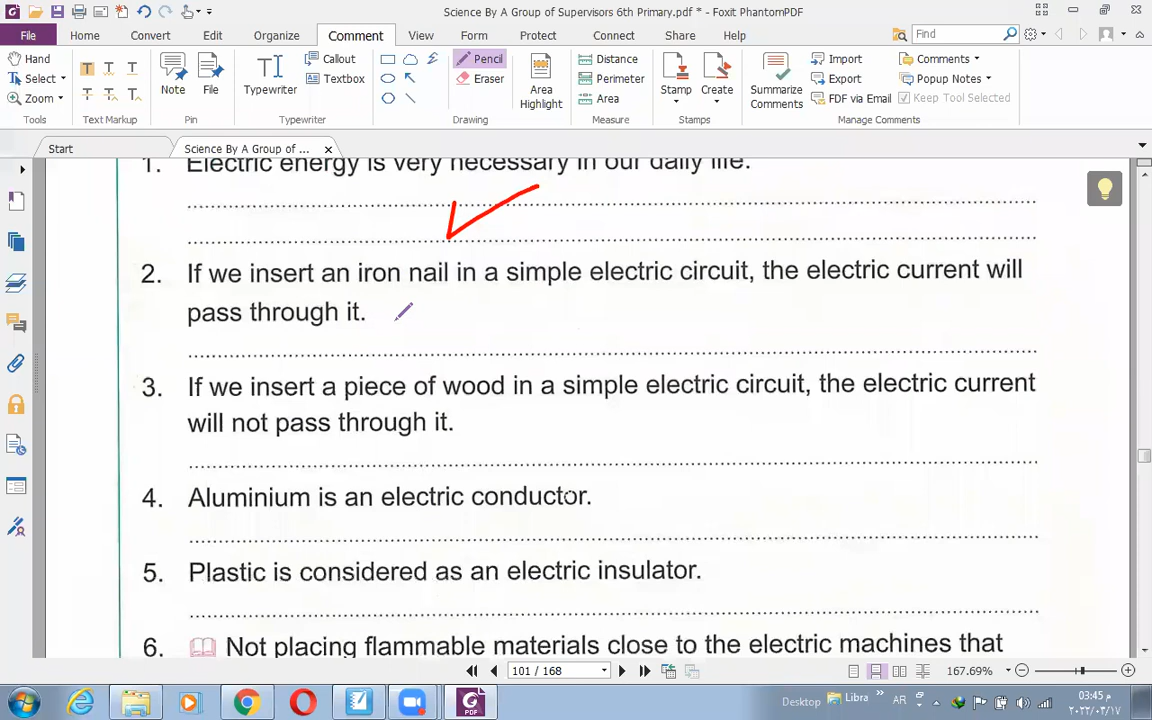 Science By A Group of Supervisors 6th Primary.pdf * - Foxit PhantomPDF
File Home Convert Edit Organize Comment View Form Protect Connect Share Help Find
Hand Select Zoom Tools
Text Markup
Note File Pin
Typewriter Callout Textbox Typewriter
Pencil Eraser Area Highlight Drawing
Distance Perimeter Area Measure
Stamp Create Stamps
Summarize Comments Import Export FDF via Email Comments Popup Notes Keep Tool Selected Manage Comments
Start Science By A Group of ...
1. Electric energy is very necessary in our daily life.
2. If we insert an iron nail in a simple electric circuit, the electric current will
pass through it.
3. If we insert a piece of wood in a simple electric circuit, the electric current
will not pass through it.
4. Aluminium is an electric conductor.
5. Plastic is considered as an electric insulator.
6. Not placing flammable materials close to the electric machines that
101 / 168 167.69%
Desktop Libra AR 03:45 م
٢٠٢٢/٠٣/١٧